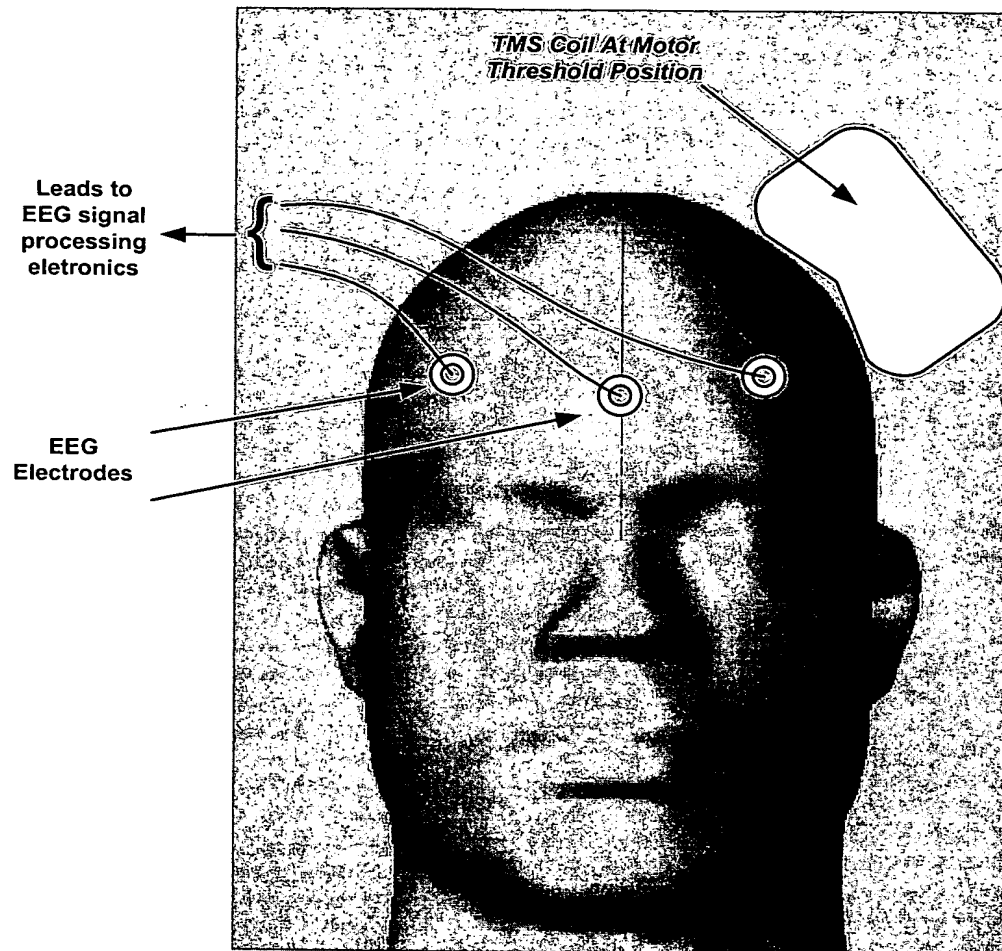 TMS Coil At Motor
Threshold Position
Leads to
EEG signal
processing
eletronics
EEG
Electrodes